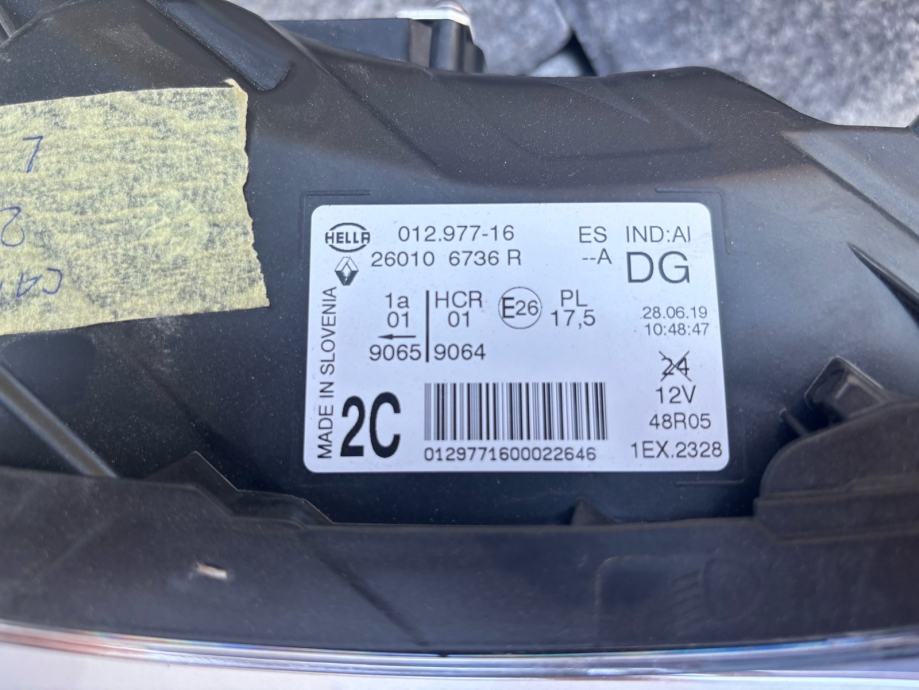 HELLA 012.977-16 ES IND:AI
26010 6736 R --A DG
MADE IN SLOVENIA
1a HCR E26 PL
01 01 17,5
9065 9064
28.06.19
10:48:47
24
12V
48R05
1EX.2328
2C
0129771600022646
L
2